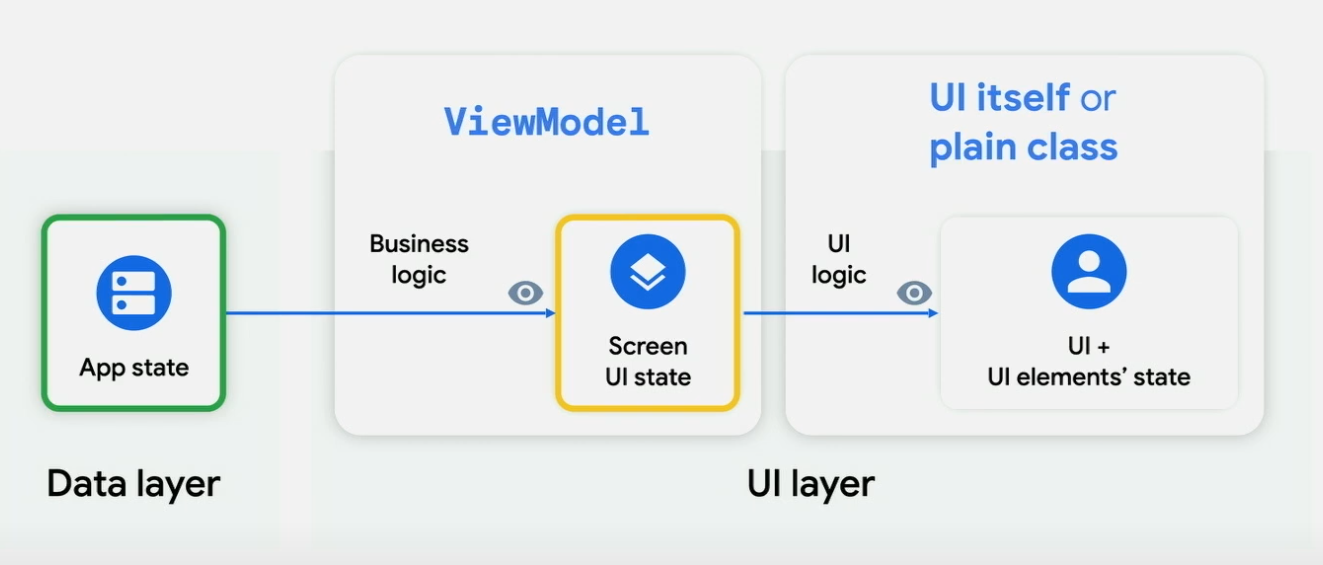 ViewModel
UI itself or
plain class
Business
logic
UI
logic
App state
Screen
UI state
UI +
UI elements’ state
Data layer
UI layer